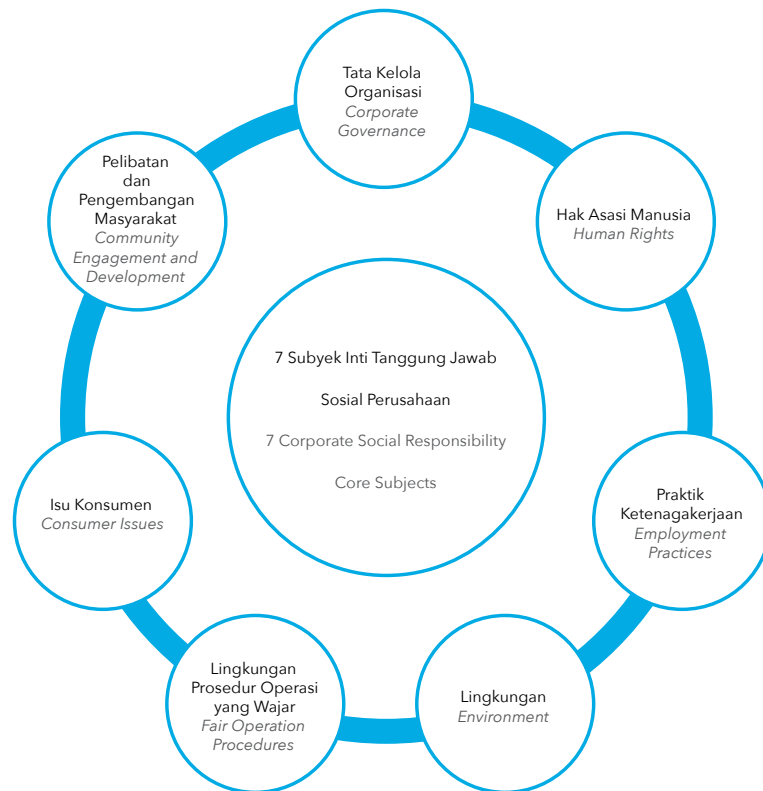 Tata Kelola
Organisasi
Corporate
Governance
Hak Asasi Manusia
Human Rights
Praktik
Ketenagakerjaan
Employment
Practices
Lingkungan
Environment
Lingkungan
Prosedur Operasi
yang Wajar
Fair Operation
Procedures
Isu Konsumen
Consumer Issues
Pelibatan
dan
Pengembangan
Masyarakat
Community
Engagement and
Development
7 Subyek Inti Tanggung Jawab
Sosial Perusahaan
7 Corporate Social Responsibility
Core Subjects